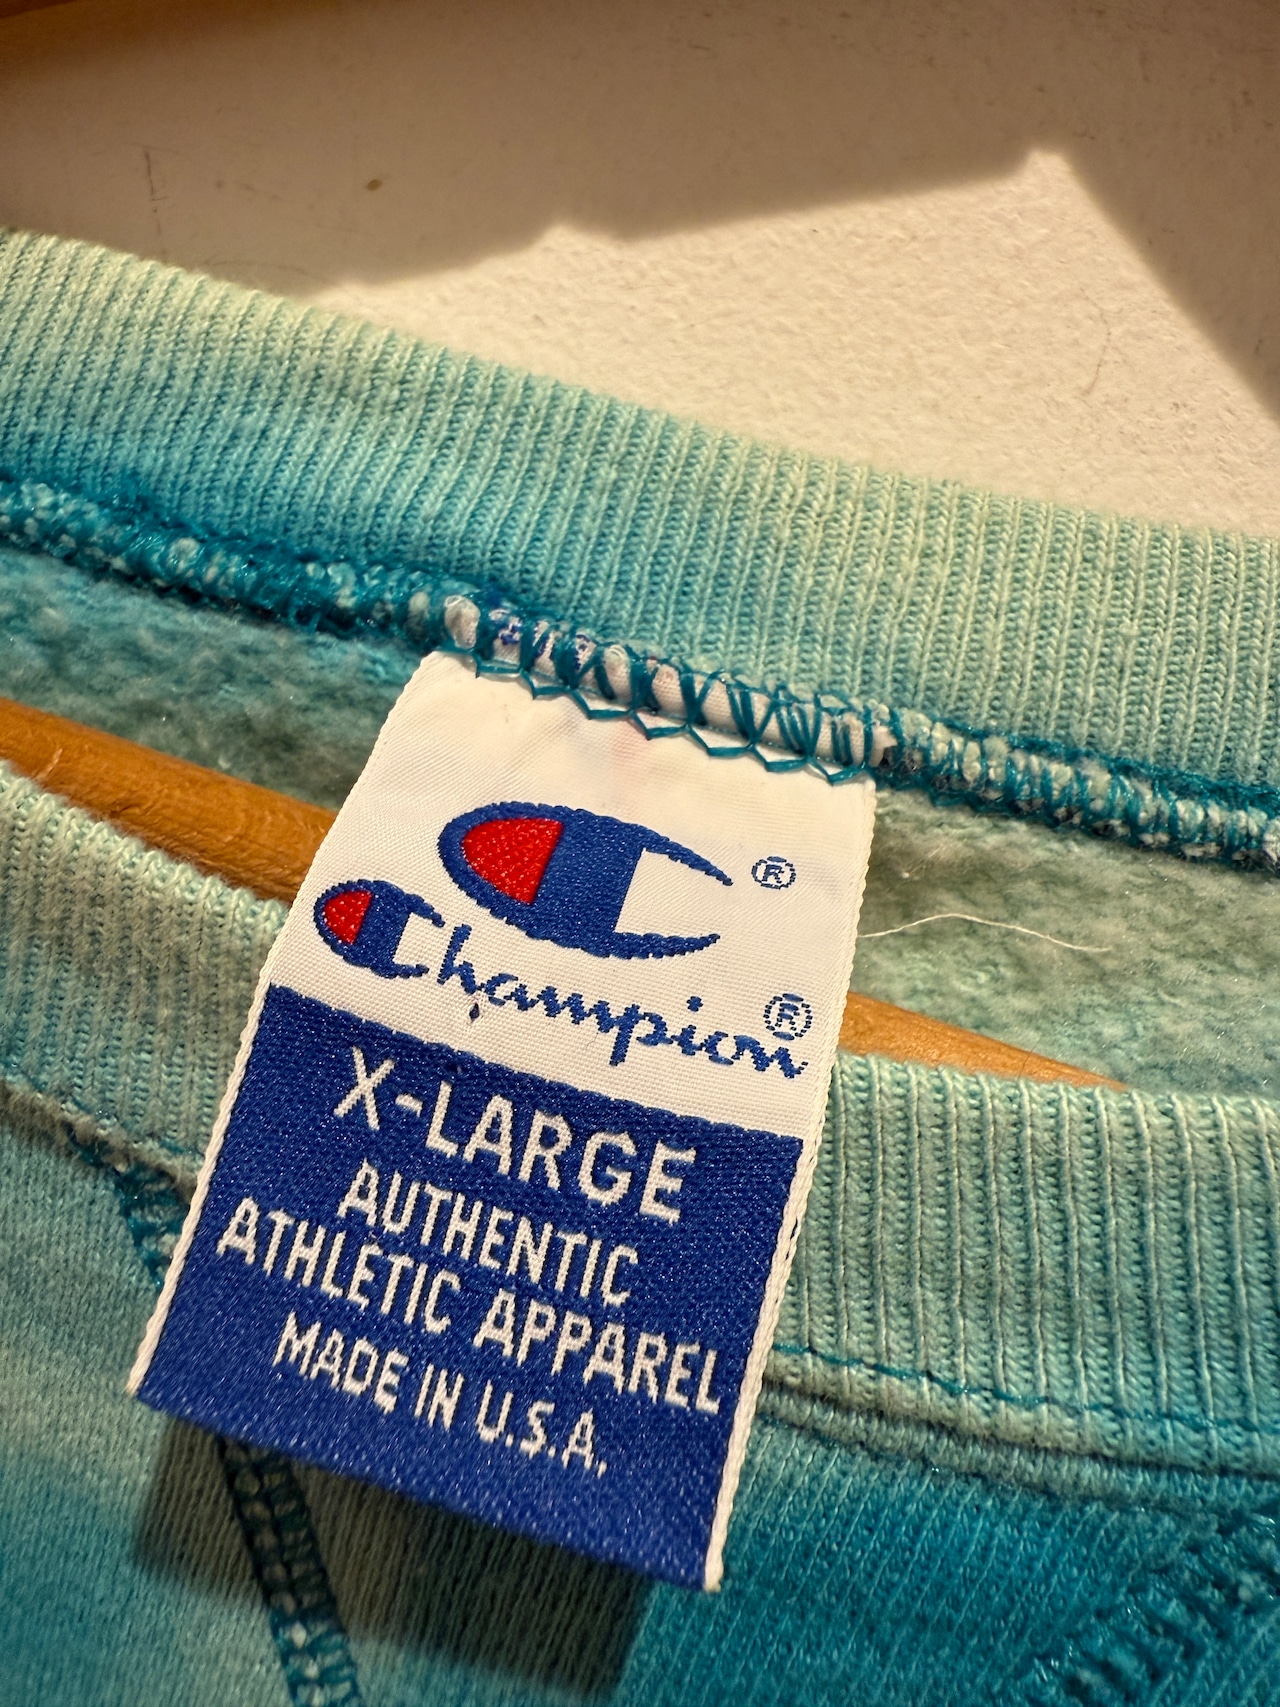 ®
Champion®
X-LARGE
AUTHENTIC
ATHLETIC APPAREL
MADE IN U.S.A.